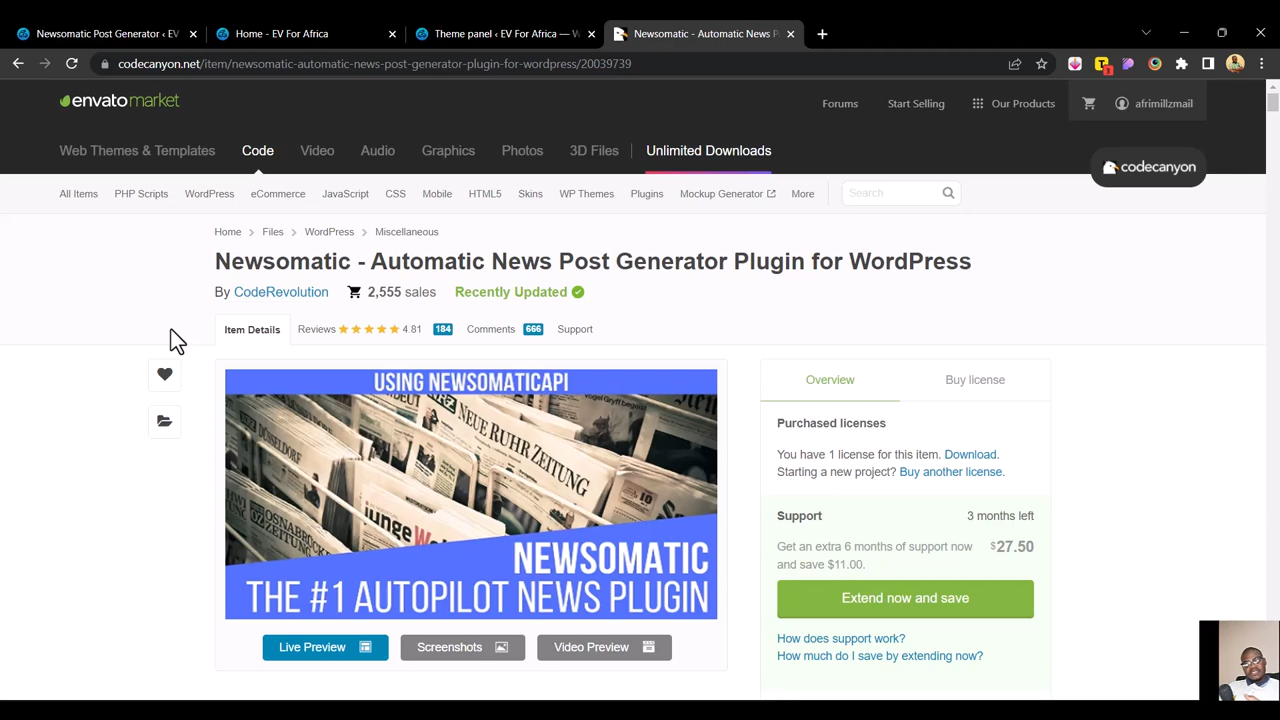 Newsomatic Post Generator ‹ EV
Home - EV For Africa
Theme panel ‹ EV For Africa — W
Newsomatic - Automatic News P
codecanyon.net/item/newsomatic-automatic-news-post-generator-plugin-for-wordpress/20039739
envatomarket
Forums
Start Selling
Our Products
afrimillzmail
Web Themes & Templates
Code
Video
Audio
Graphics
Photos
3D Files
Unlimited Downloads
codecanyon
All Items
PHP Scripts
WordPress
eCommerce
JavaScript
CSS
Mobile
HTML5
Skins
WP Themes
Plugins
Mockup Generator
More
Search
Home > Files > WordPress > Miscellaneous
Newsomatic - Automatic News Post Generator Plugin for WordPress
By CodeRevolution 2,555 sales Recently Updated
Item Details
Reviews 4.81 184
Comments 666
Support
USING NEWSOMATICAPI
NEUE RUHR ZEITUNG
DÜSSELDORF
OSNABRÜCKER
ZEITUNG
junge
NEWSOMATIC
THE #1 AUTOPILOT NEWS PLUGIN
Live Preview
Screenshots
Video Preview
Overview
Buy license
Purchased licenses
You have 1 license for this item. Download.
Starting a new project? Buy another license.
Support
3 months left
Get an extra 6 months of support now
and save $11.00.
$27.50
Extend now and save
How does support work?
How much do I save by extending now?